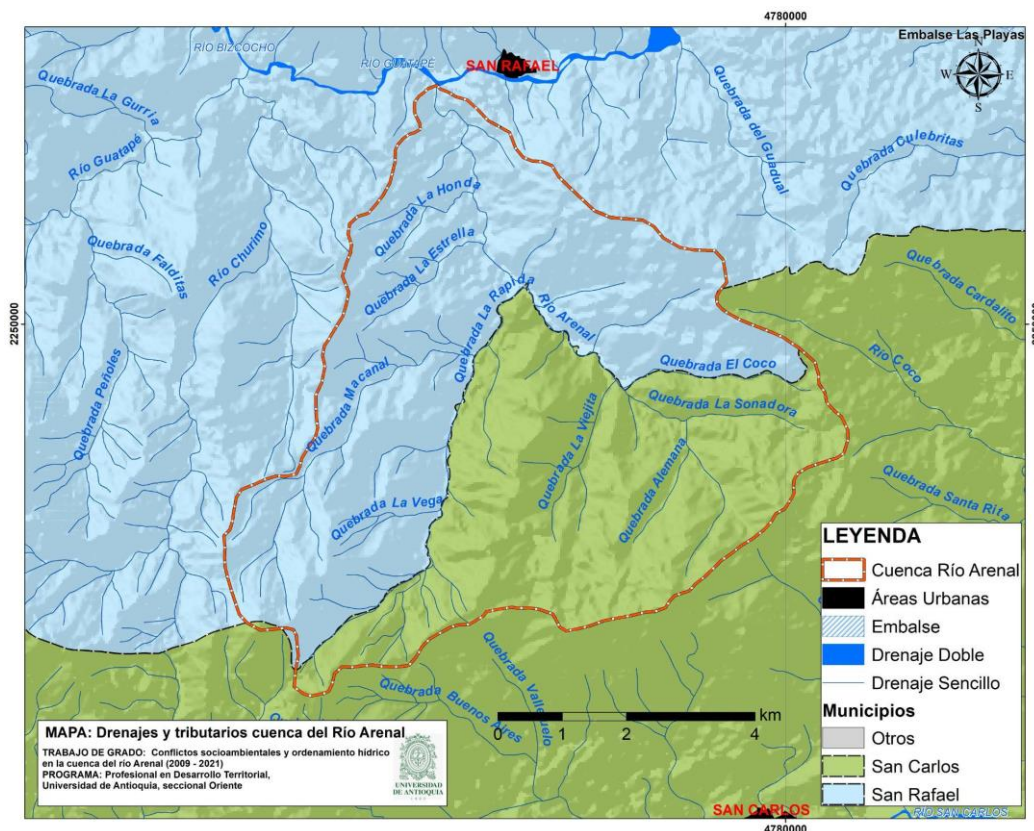 4780000
Embalse Las Playas
N
W E
S
RIO BIZCOCHO
RIO GUATAPÉ
SAN RAFAEL
Quebrada La Gurria
Río Guatapé
Quebrada del Guadual
Quebrada Culebritas
Quebrada La Honda
Quebrada La Estrella
Río Churimo
Quebrada Falditas
Quebrada La Rapida
Río Arenal
Quebrada Cardalito
2250000
Río Coco
Quebrada El Coco
Quebrada La Sonadora
Quebrada Peñoles
Quebrada Macanal
Quebrada La Viejita
Quebrada Alemana
Quebrada La Vega
Quebrada Santa Rita
Quebrada Buenos Aires
LEYENDA
Cuenca Río Arenal
Áreas Urbanas
Embalse
Drenaje Doble
Drenaje Sencillo
Municipios
Otros
San Carlos
San Rafael
km
0 1 2 4
MAPA: Drenajes y tributarios cuenca del Río Arenal
TRABAJO DE GRADO: Conflictos socioambientales y ordenamiento hídrico
en la cuenca del río Arenal (2009 - 2021)
PROGRAMA: Profesional en Desarrollo Territorial,
Universidad de Antioquia, seccional Oriente
UNIVERSIDAD
DE ANTIOQUIA
1803
SAN CARLOS
RIO SAN CARLOS
4780000